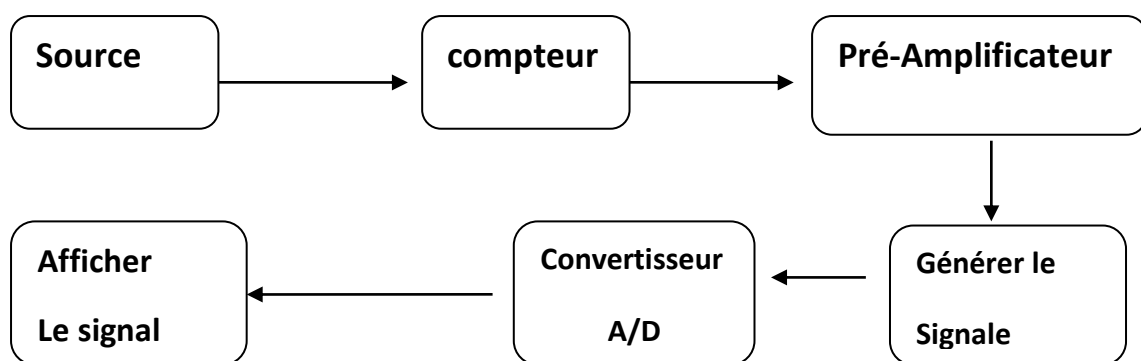 Source
compteur
Pré-Amplificateur
Générer le
Signale
Convertisseur
A/D
Afficher
Le signal